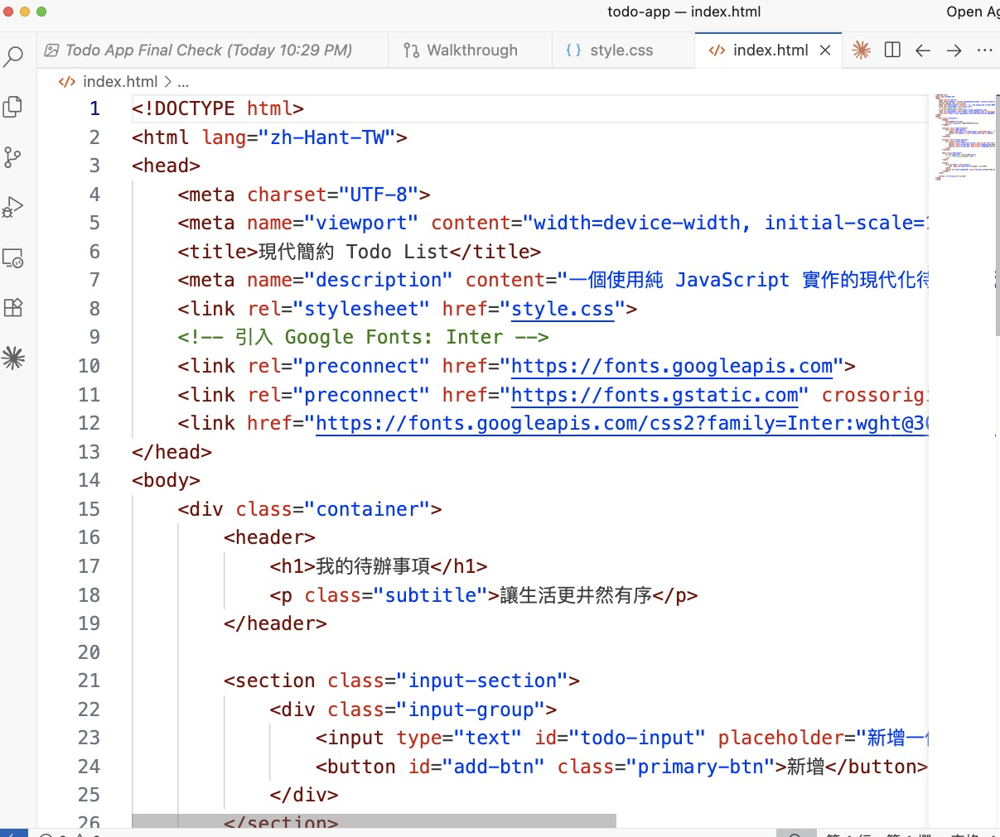 todo-app — index.html
Open Ag
Todo App Final Check (Today 10:29 PM)
Walkthrough
style.css
index.html
index.html > ...
1 <!DOCTYPE html>
2 <html lang="zh-Hant-TW">
3 <head>
4 <meta charset="UTF-8">
5 <meta name="viewport" content="width=device-width, initial-scale=1
6 <title>現代簡約 Todo List</title>
7 <meta name="description" content="一個使用純 JavaScript 實作的現代化待
8 <link rel="stylesheet" href="style.css">
9 <!-- 引入 Google Fonts: Inter -->
10 <link rel="preconnect" href="https://fonts.googleapis.com">
11 <link rel="preconnect" href="https://fonts.gstatic.com" crossorigi
12 <link href="https://fonts.googleapis.com/css2?family=Inter:wght@30
13 </head>
14 <body>
15 <div class="container">
16 <header>
17 <h1>我的待辦事項</h1>
18 <p class="subtitle">讓生活更井然有序</p>
19 </header>
20
21 <section class="input-section">
22 <div class="input-group">
23 <input type="text" id="todo-input" placeholder="新增一
24 <button id="add-btn" class="primary-btn">新增</button>
25 </div>
26 </section>